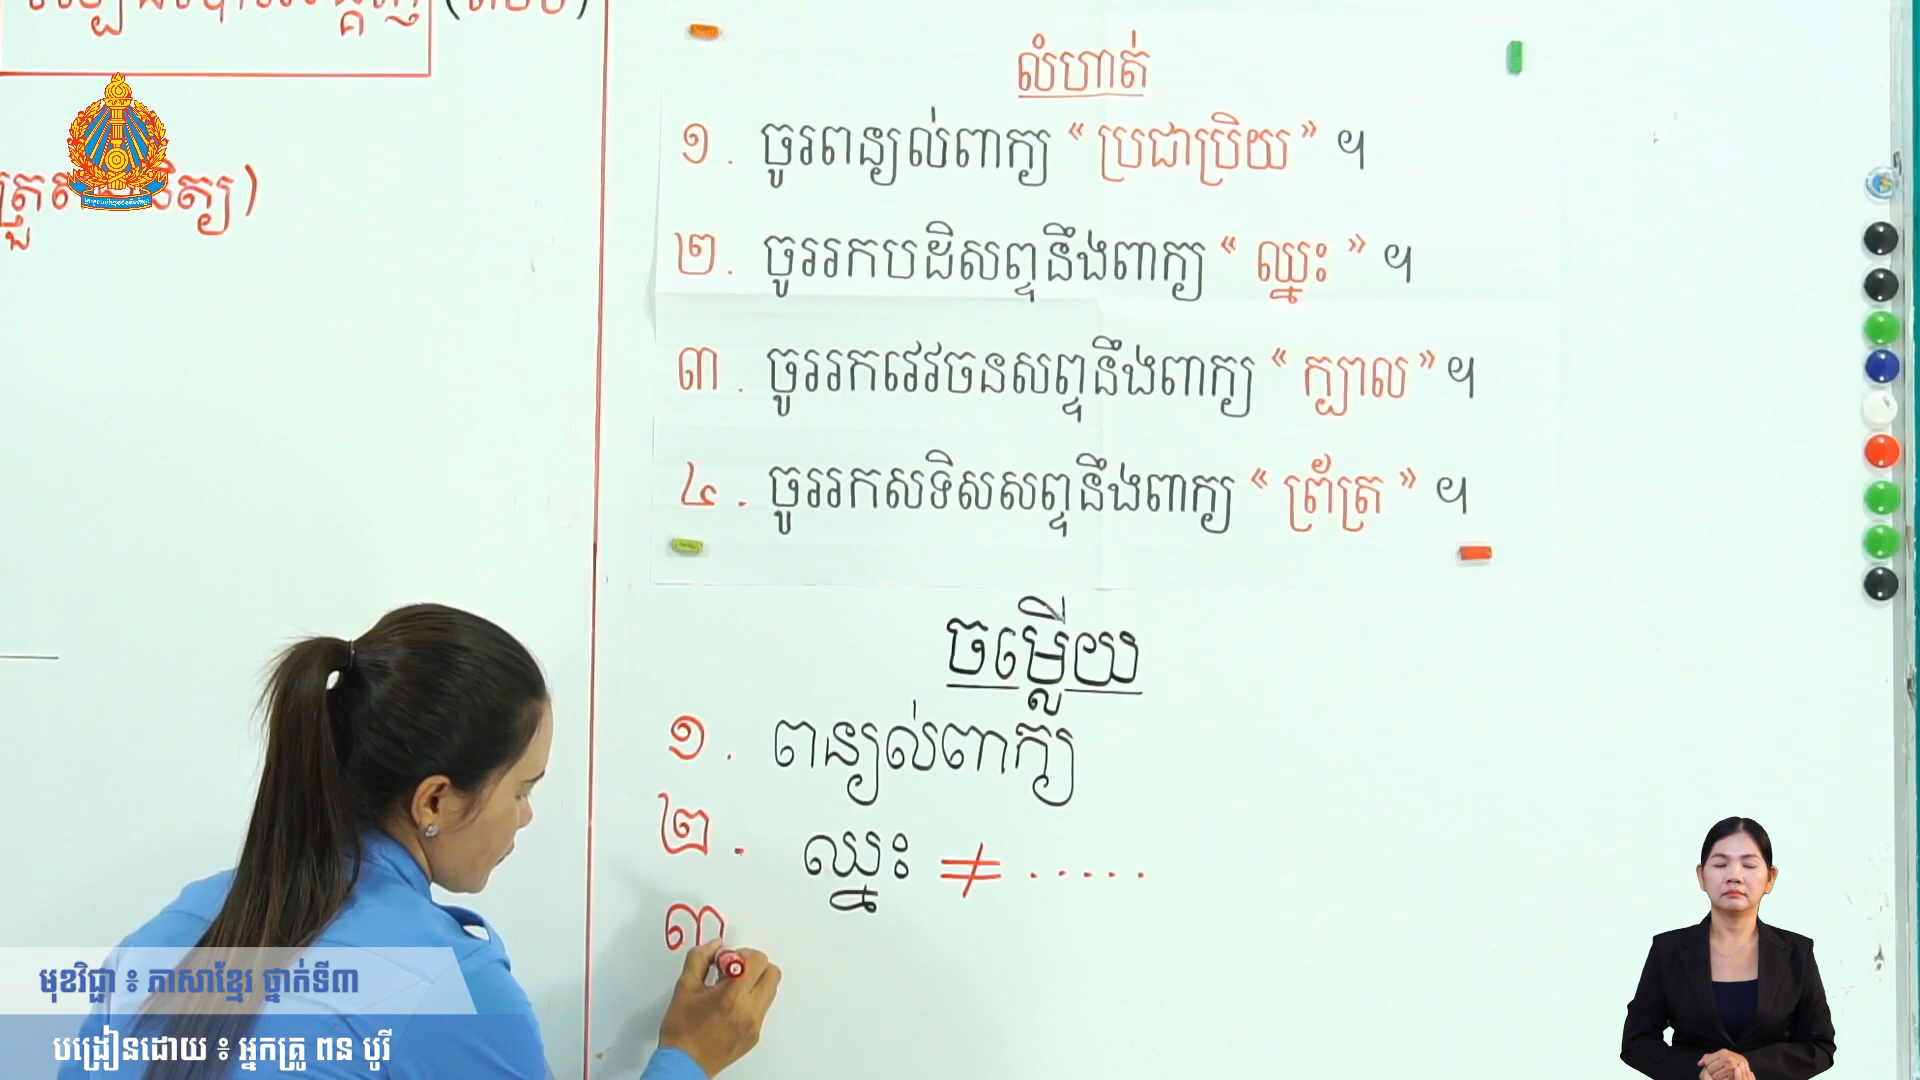 លំហាត់
១. ចូរពន្យល់ពាក្យ « ប្រជាប្រិយ » ។
២. ចូររកបដិសព្ទនឹងពាក្យ « ឈ្នះ » ។
៣. ចូររកវេវចនសព្ទនឹងពាក្យ « ក្បាល » ។
៤. ចូររកសទិសសព្ទនឹងពាក្យ « ព្រ័ត្រ » ។
ចម្លើយ
១. ពន្យល់ពាក្យ
២. ឈ្នះ ≠ .....
៣
មុខវិជ្ជា ៖ ភាសាខ្មែរ ថ្នាក់ទី៣
បង្រៀនដោយ ៖ អ្នកគ្រូ ពន បូរី